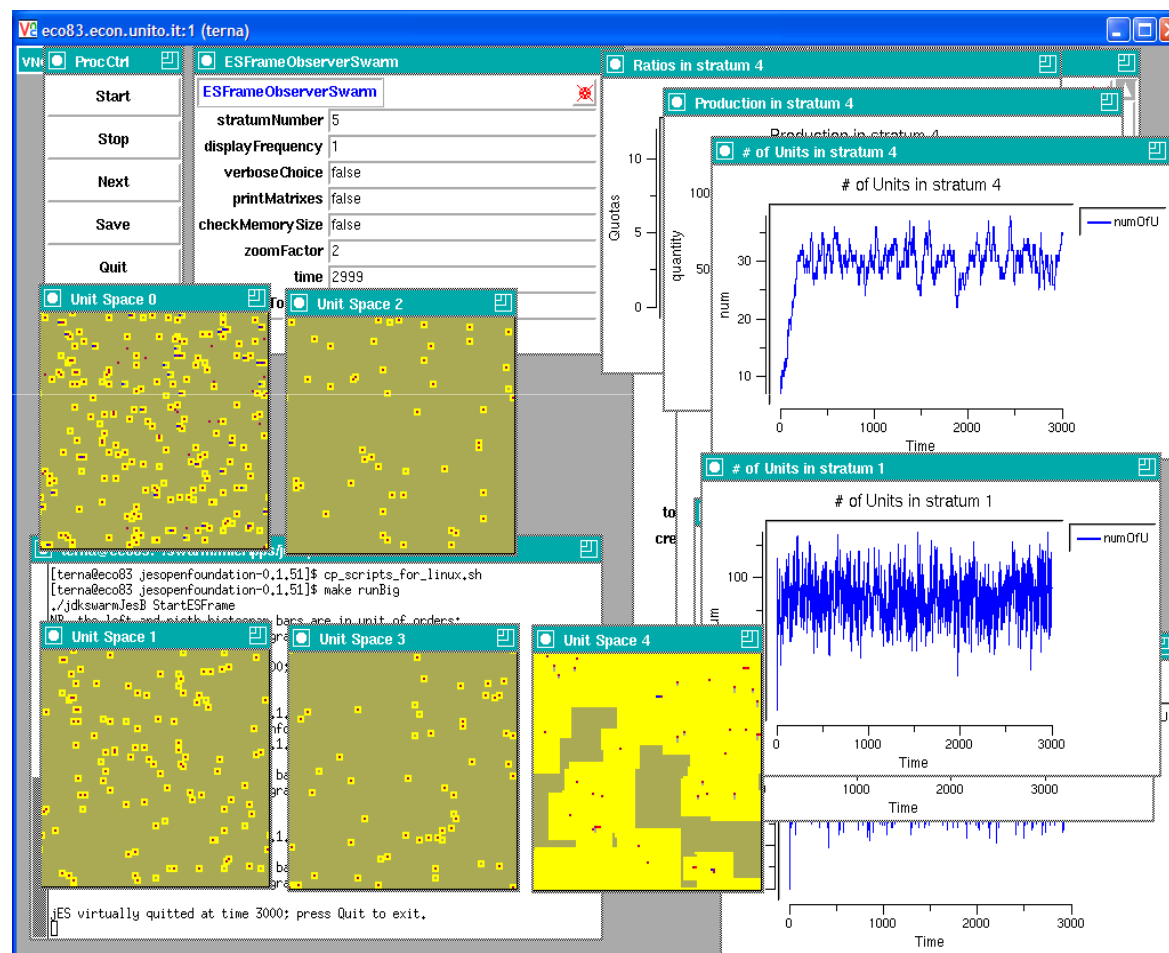 eco83.econ.unito.it:1 (terna)
ProcCtrl
Start
Stop
Next
Save
Quit
ESFrameObserverSwarm
ESFrameObserverSwarm
stratumNumber 5
displayFrequency 1
verboseChoice false
printMatrixes false
checkMemorySize false
zoomFactor 2
time 2999
Ratios in stratum 4
10
5
0
Quotas
Production in stratum 4
Production in stratum 4
100
50
quantity
# of Units in stratum 4
# of Units in stratum 4
numOfU
30
20
10
num
0 1000 2000 3000
Time
Unit Space 0
Unit Space 2
# of Units in stratum 1
# of Units in stratum 1
numOfU
100
0 1000 2000 3000
Time
[terna@eco83 jesopenfoundation-0.1.51]$ cp_scripts_for_linux.sh
[terna@eco83 jesopenfoundation-0.1.51]$ make runBig
./jdkswarmJesB StartESFrame
Unit Space 1
Unit Space 3
Unit Space 4
1000 2000 3000
Time
0 1000 2000 3000
Time
jES virtually quitted at time 3000; press Quit to exit.